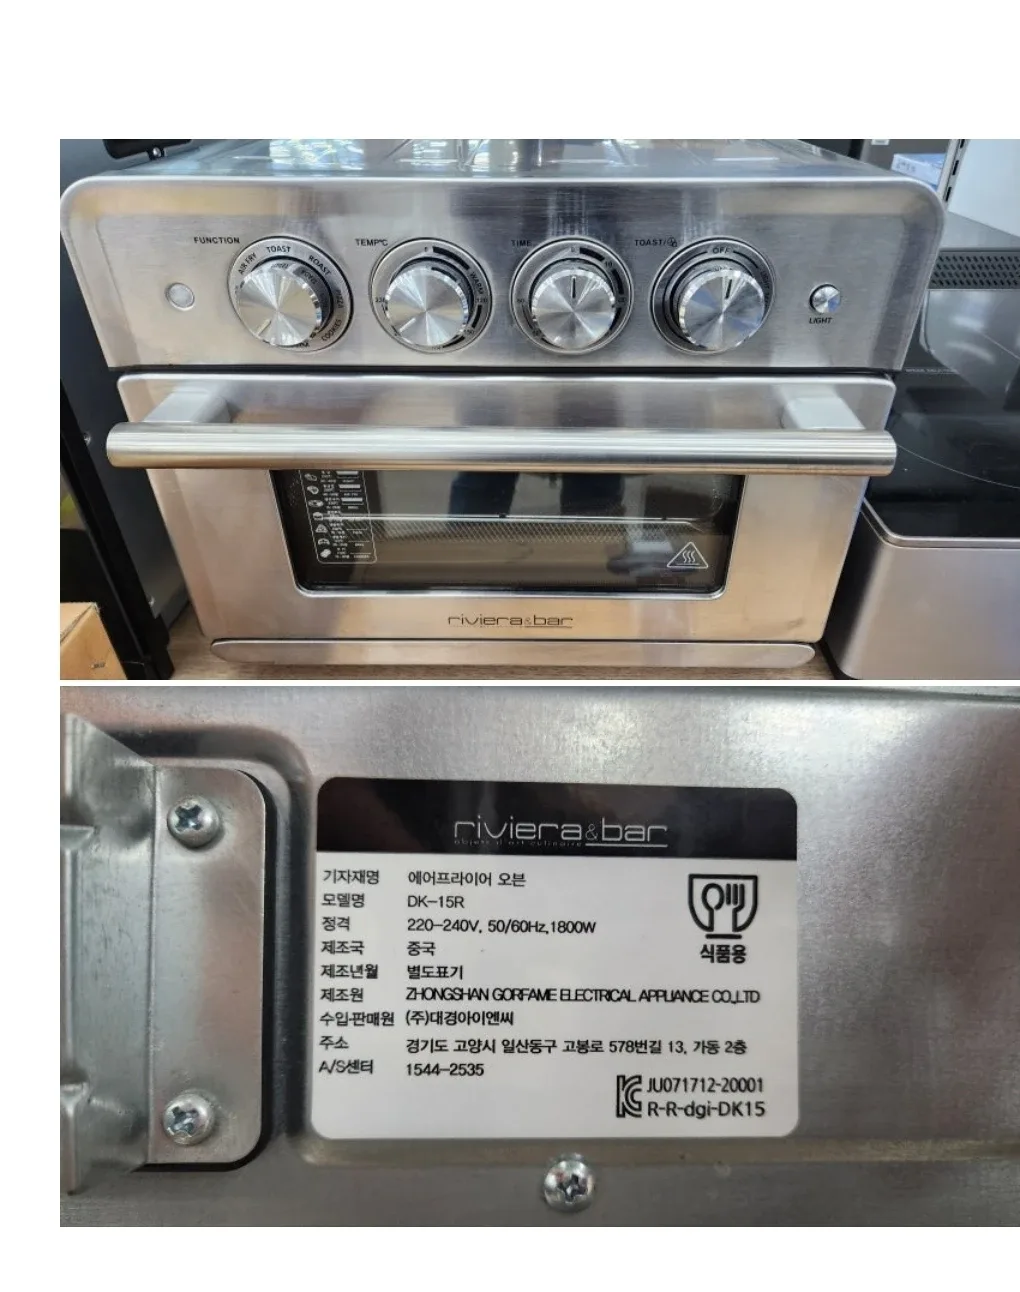 FUNCTION
AIR FRY TOAST ROAST
COOKIES
TEMP℃
WARM
TIME
TOAST/
OFF
LIGHT
riviera&bar
riviera&bar
objets d'art culinaire
기자재명 에어프라이어 오븐
모델명 DK-15R
정격 220-240V, 50/60Hz,1800W
제조국 중국
제조년월 별도표기
제조원 ZHONGSHAN GORFAME ELECTRICAL APPLIANCE CO.,LTD
수입·판매원 (주)대경아이엔씨
주소 경기도 고양시 일산동구 고봉로 578번길 13, 가동 2층
A/S센터 1544-2535
식품용
JU071712-20001
R-R-dgi-DK15